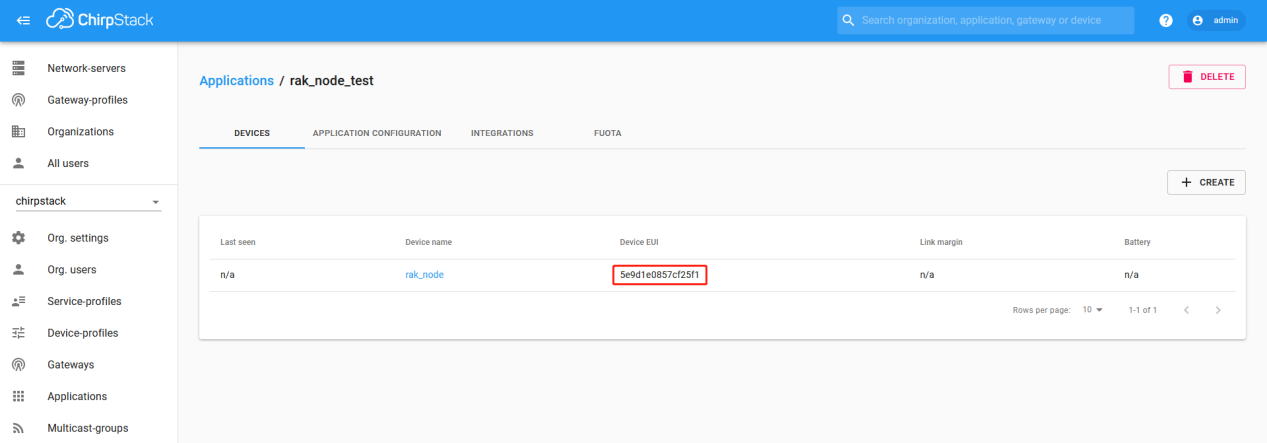 ChirpStack
Search organization, application, gateway or device
? admin
Network-servers
Gateway-profiles
Organizations
All users
chirpstack
Org. settings
Org. users
Service-profiles
Device-profiles
Gateways
Applications
Multicast-groups
Applications / rak_node_test
DELETE
DEVICES APPLICATION CONFIGURATION INTEGRATIONS FUOTA
+ CREATE
Last seen Device name Device EUI Link margin Battery
n/a rak_node 5e9d1e0857cf25f1 n/a n/a
Rows per page: 10 1-1 of 1